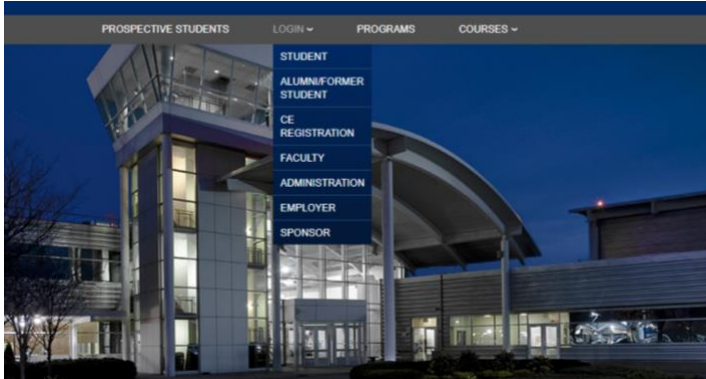 PROSPECTIVE STUDENTS
LOGIN
PROGRAMS
COURSES
STUDENT
ALUMNI/FORMER
STUDENT
CE
REGISTRATION
FACULTY
ADMINISTRATION
EMPLOYER
SPONSOR